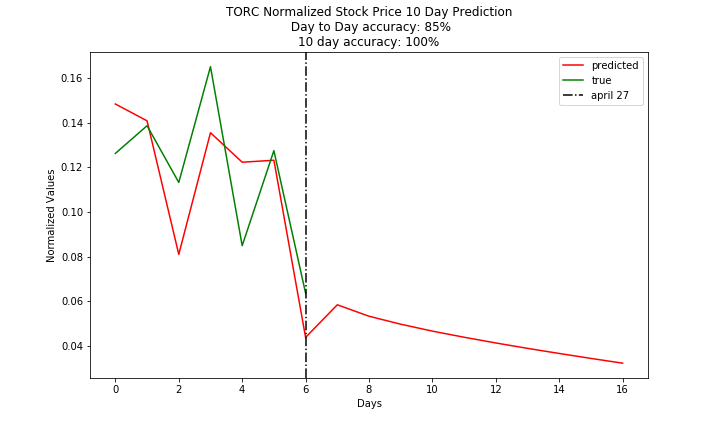 TORC Normalized Stock Price 10 Day Prediction
Day to Day accuracy: 85%
10 day accuracy: 100%
predicted
true
april 27
0.16
0.14
0.12
0.10
0.08
0.06
0.04
Normalized Values
0 2 4 6 8 10 12 14 16
Days